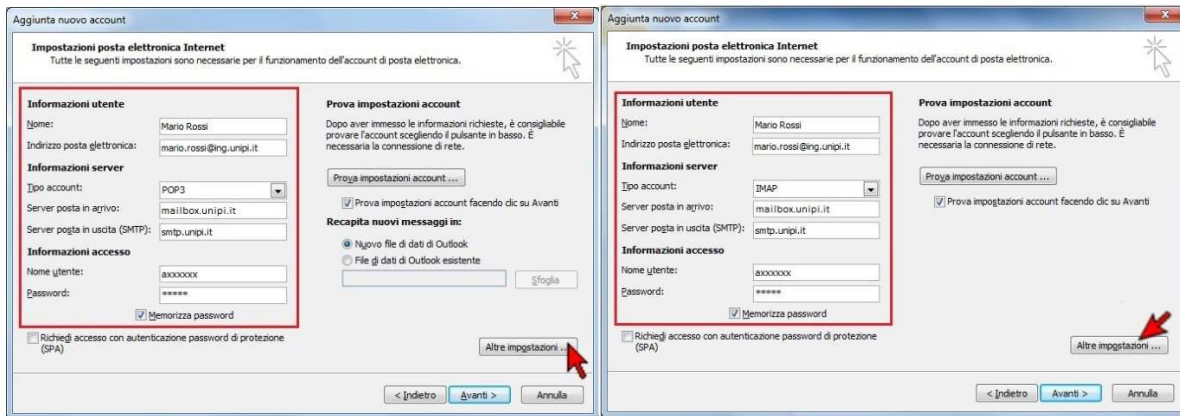 Aggiunta nuovo account
Impostazioni posta elettronica Internet
Tutte le seguenti impostazioni sono necessarie per il funzionamento dell'account di posta elettronica.
Informazioni utente
Nome: Mario Rossi
Indirizzo posta elettronica: mario.rossi@ing.unipi.it
Informazioni server
Tipo account: POP3
Server posta in arrivo: mailbox.unipi.it
Server posta in uscita (SMTP): smtp.unipi.it
Informazioni accesso
Nome utente: axxxxxx
Password: *****
Memorizza password
Richiedi accesso con autenticazione password di protezione
(SPA)
Prova impostazioni account
Dopo aver immesso le informazioni richieste, è consigliabile
provare l'account scegliendo il pulsante in basso. È
necessaria la connessione di rete.
Prova impostazioni account ...
Prova impostazioni account facendo clic su Avanti
Recapita nuovi messaggi in:
Nuovo file di dati di Outlook
File di dati di Outlook esistente
Sfoglia
Altre impostazioni ...
< Indietro
Avanti >
Annulla
Aggiunta nuovo account
Impostazioni posta elettronica Internet
Tutte le seguenti impostazioni sono necessarie per il funzionamento dell'account di posta elettronica.
Informazioni utente
Nome: Mario Rossi
Indirizzo posta elettronica: mario.rossi@ing.unipi.it
Informazioni server
Tipo account: IMAP
Server posta in arrivo: mailbox.unipi.it
Server posta in uscita (SMTP): smtp.unipi.it
Informazioni accesso
Nome utente: axxxxxx
Password: *****
Memorizza password
Richiedi accesso con autenticazione password di protezione
(SPA)
Prova impostazioni account
Dopo aver immesso le informazioni richieste, è consigliabile
provare l'account scegliendo il pulsante in basso. È
necessaria la connessione di rete.
Prova impostazioni account ...
Prova impostazioni account facendo clic su Avanti
Altre impostazioni ...
< Indietro
Avanti >
Annulla